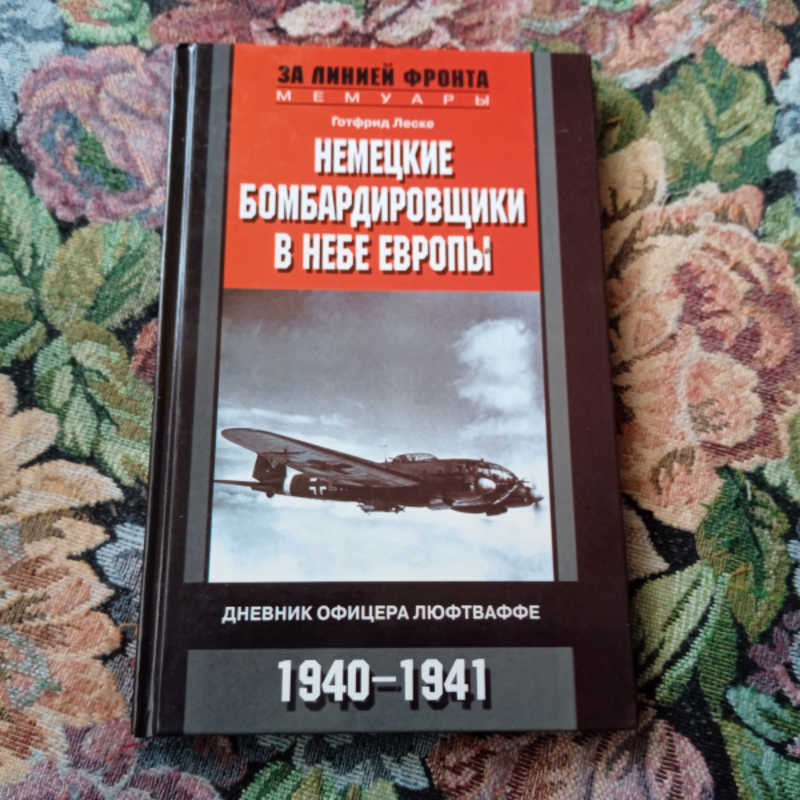 ЗА ЛИНИЕЙ ФРОНТА
МЕМУАРЫ
Готфрид Леске
НЕМЕЦКИЕ
БОМБАРДИРОВЩИКИ
В НЕБЕ ЕВРОПЫ
ДНЕВНИК ОФИЦЕРА ЛЮФТВАФФЕ
1940–1941